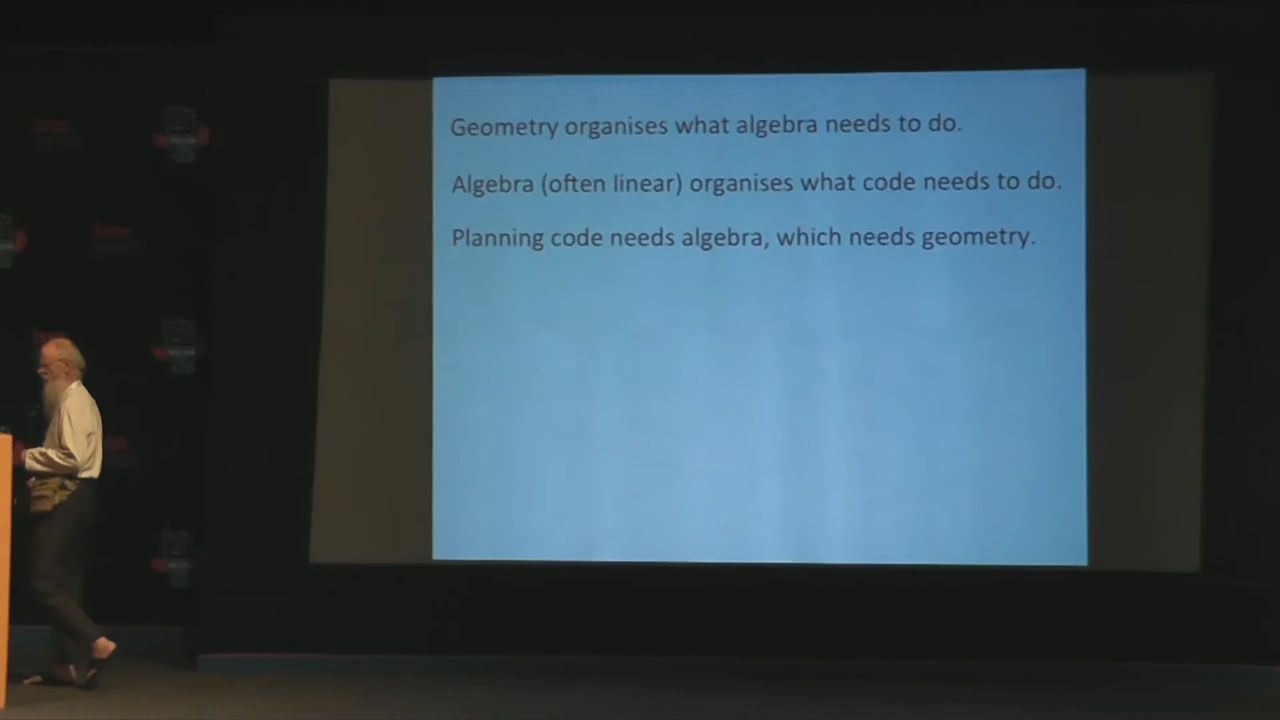 Geometry organises what algebra needs to do.
Algebra (often linear) organises what code needs to do.
Planning code needs algebra, which needs geometry.